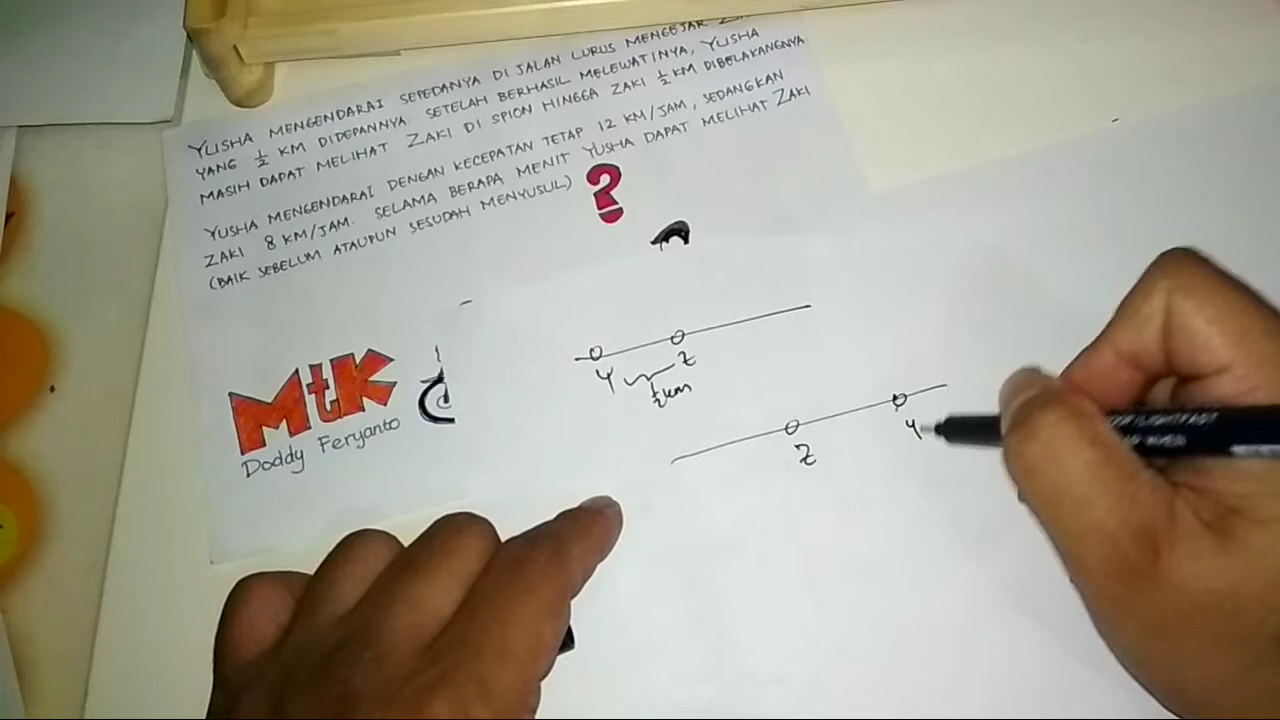 YUSHA MENGENDARAI SEPEDANYA DI JALAN LURUS MENGEJAR
YANG 1/2 KM DIDEPANNYA. SETELAH BERHASIL MELEWATINYA, YUSHA
MASIH DAPAT MELIHAT ZAKI DI SPION HINGGA ZAKI 1/2 KM DIBELAKANGNYA
YUSHA MENGENDARAI DENGAN KECEPATAN TETAP 12 KM/JAM, SEDANGKAN
ZAKI 8 KM/JAM. SELAMA BERAPA MENIT YUSHA DAPAT MELIHAT ZAKI
(BAIK SEBELUM ATAUPUN SESUDAH MENYUSUL)
?
MtK
Doddy Feryanto
Y
Z
1/2 km
Z
Y